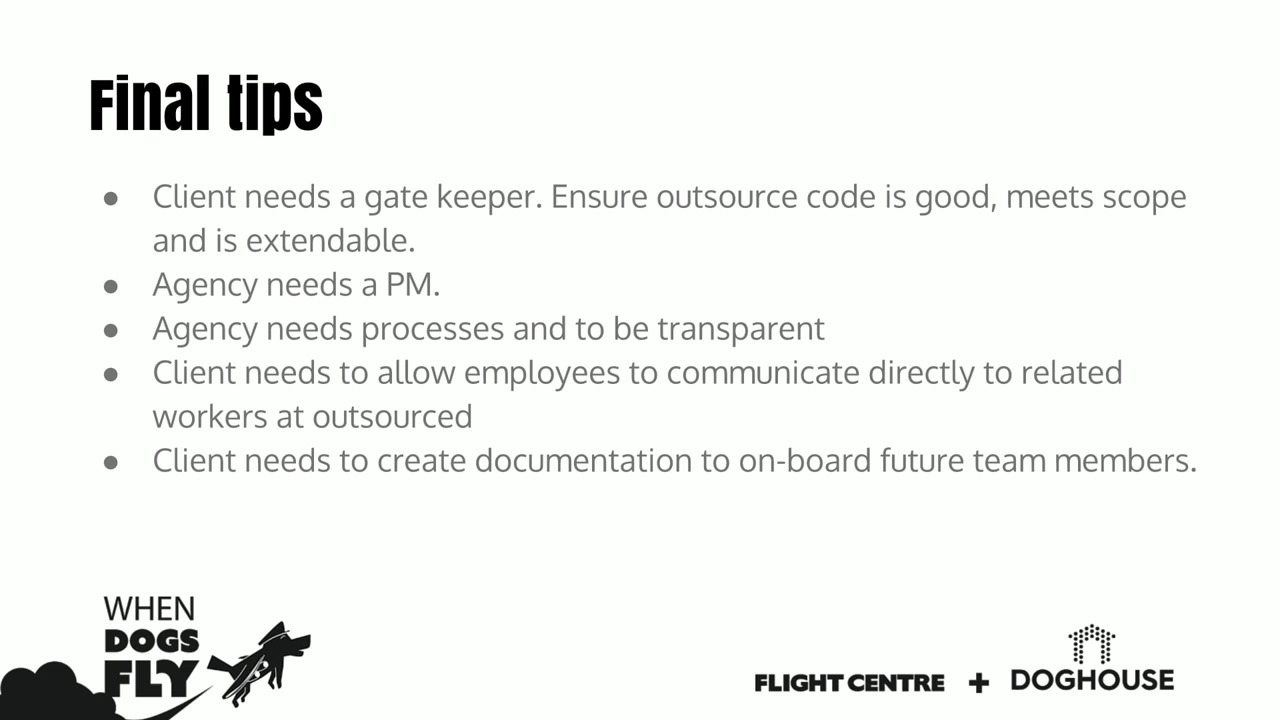 Final tips
● Client needs a gate keeper. Ensure outsource code is good, meets scope
and is extendable.
● Agency needs a PM.
● Agency needs processes and to be transparent
● Client needs to allow employees to communicate directly to related
workers at outsourced
● Client needs to create documentation to on-board future team members.
WHEN
DOGS
FLY
FLIGHT CENTRE + DOGHOUSE